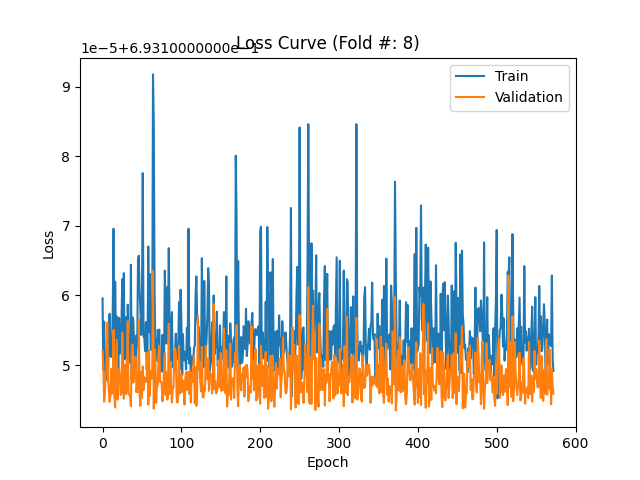 Loss Curve (Fold #: 8)
1e−5+6.9310000000e−1
Train
Validation
9
8
7
6
5
Loss
0
100
200
300
400
500
600
Epoch